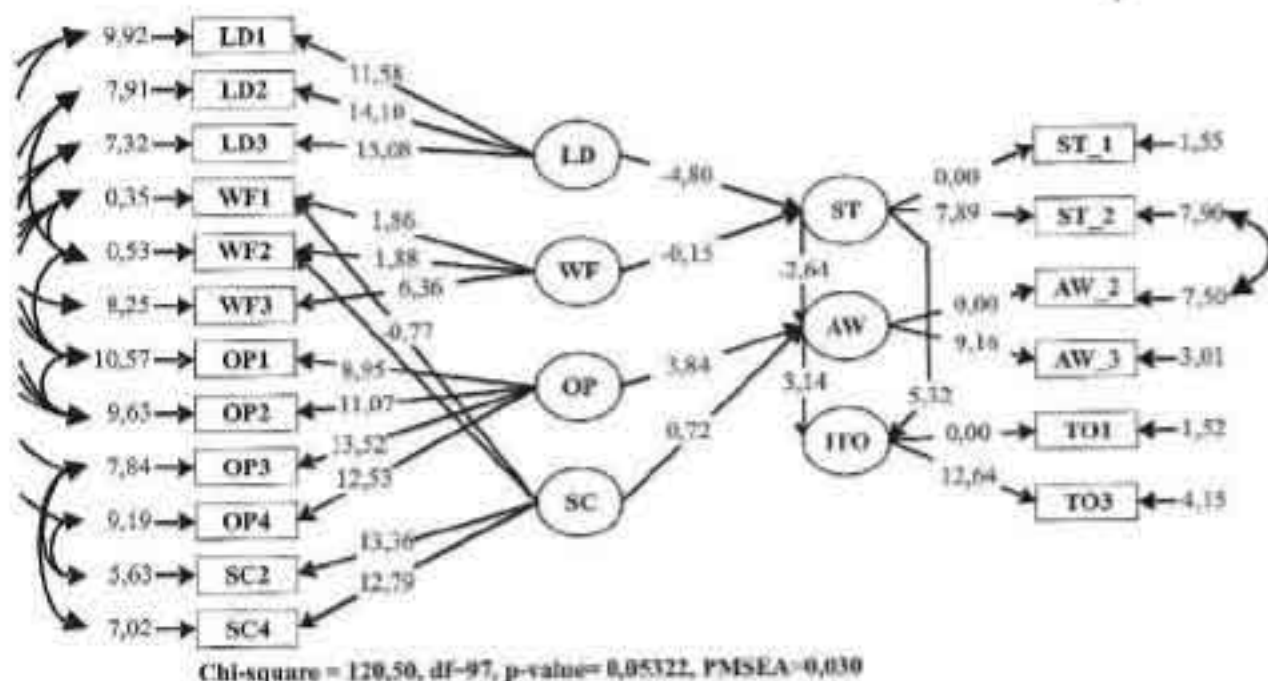 9,92 LD1
11,58
7,91 LD2
14,10
7,32 LD3
15,08
LD
-4,80
ST_1 1,55
0,00
0,35 WF1
1,86
ST
7,89
ST_2 7,90
0,53 WF2
1,88
WF
-0,15
-2,64
AW_2 7,50
8,25 WF3
6,36
-0,77
0,00
AW
9,16
AW_3 3,01
10,57 OP1
8,95
OP
3,84
3,14
5,32
9,63 OP2
11,07
0,72
ITO
0,00
TO1 1,52
7,84 OP3
13,52
12,53
12,64
SC
TO3 4,15
9,19 OP4
13,36
5,63 SC2
12,79
7,02 SC4
Chi-square = 120,50, df=97, p-value= 0,05322, PMSEA=0,030